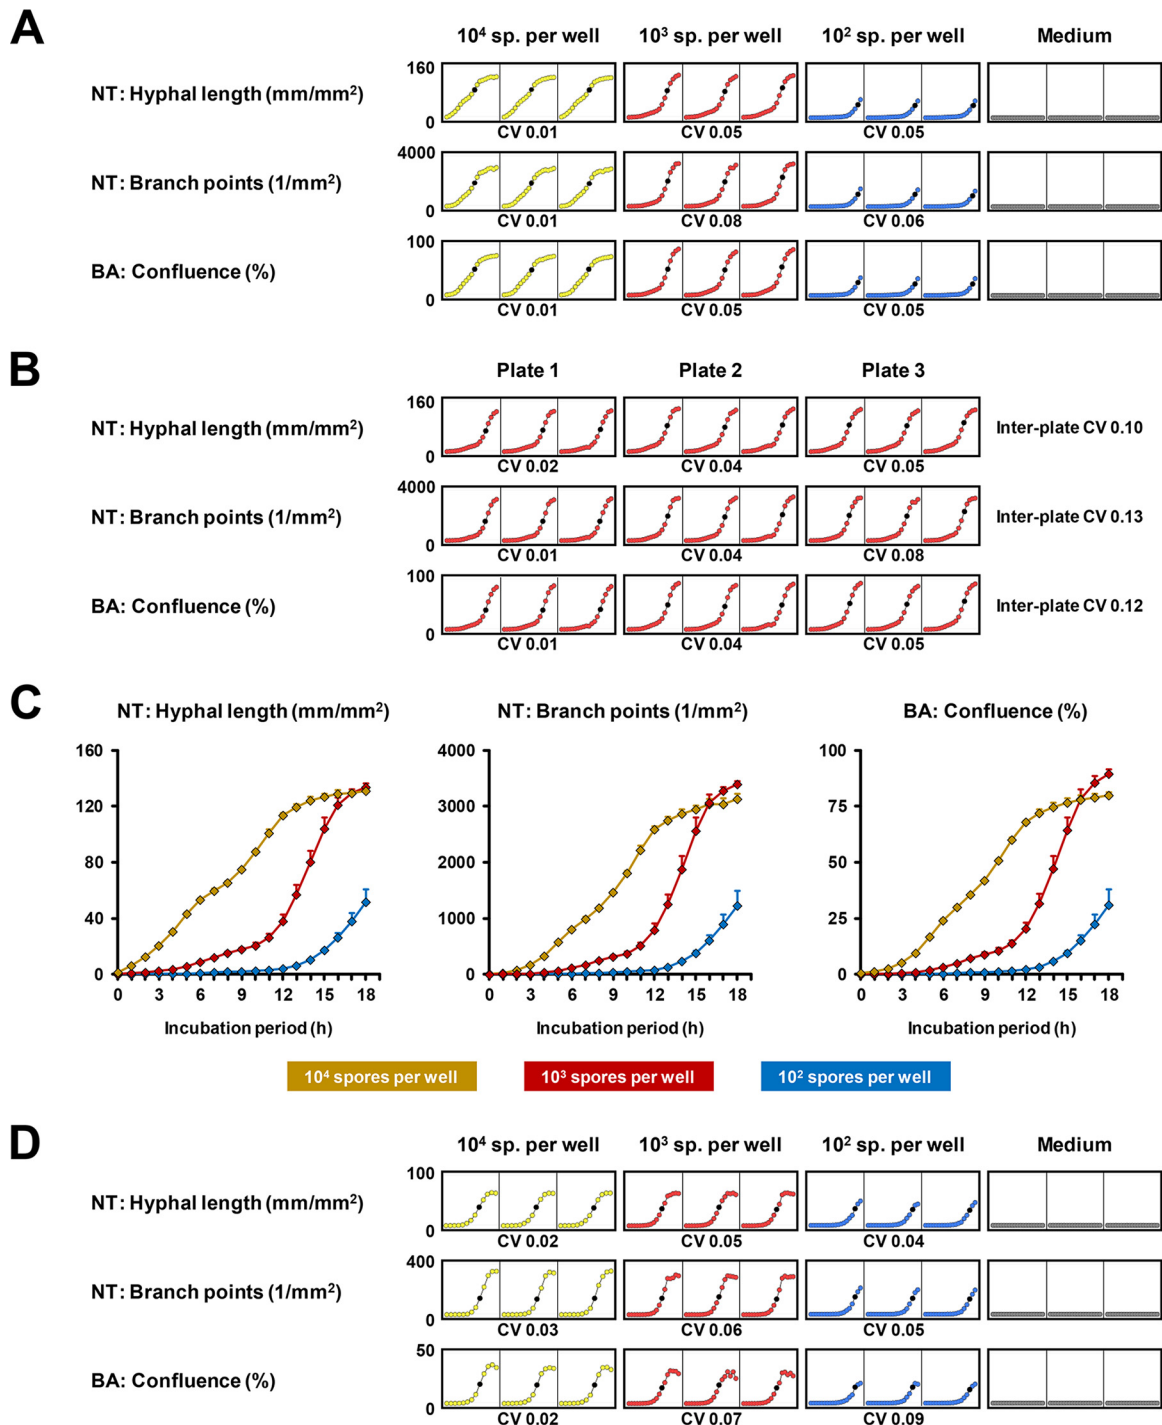 A
10⁴ sp. per well 10³ sp. per well 10² sp. per well Medium
NT: Hyphal length (mm/mm²) 160 0
CV 0.01 CV 0.05 CV 0.05
NT: Branch points (1/mm²) 4000 0
CV 0.01 CV 0.08 CV 0.06
BA: Confluence (%) 100 0
CV 0.01 CV 0.05 CV 0.05
B
Plate 1 Plate 2 Plate 3
NT: Hyphal length (mm/mm²) 160 0 Inter-plate CV 0.10
CV 0.02 CV 0.04 CV 0.05
NT: Branch points (1/mm²) 4000 0 Inter-plate CV 0.13
CV 0.01 CV 0.04 CV 0.08
BA: Confluence (%) 100 0 Inter-plate CV 0.12
CV 0.01 CV 0.04 CV 0.05
C
NT: Hyphal length (mm/mm²) NT: Branch points (1/mm²) BA: Confluence (%)
160 4000 100
120 3000 75
80 2000 50
40 1000 25
0 0 0
0 3 6 9 12 15 18 0 3 6 9 12 15 18 0 3 6 9 12 15 18
Incubation period (h) Incubation period (h) Incubation period (h)
10⁴ spores per well 10³ spores per well 10² spores per well
D
10⁴ sp. per well 10³ sp. per well 10² sp. per well Medium
NT: Hyphal length (mm/mm²) 100 0
CV 0.02 CV 0.05 CV 0.04
NT: Branch points (1/mm²) 400 0
CV 0.03 CV 0.06 CV 0.05
BA: Confluence (%) 50 0
CV 0.02 CV 0.07 CV 0.09